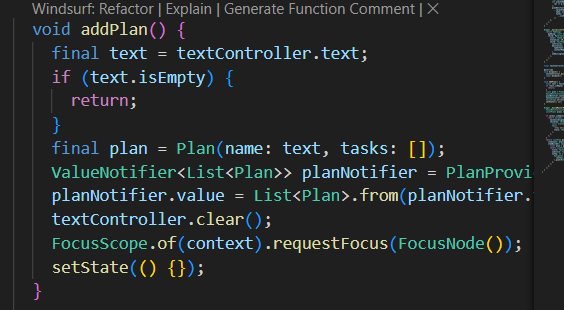 Windsurf: Refactor | Explain | Generate Function Comment | ×
void addPlan() {
final text = textController.text;
if (text.isEmpty) {
return;
}
final plan = Plan(name: text, tasks: []);
ValueNotifier<List<Plan>> planNotifier = PlanProvi
planNotifier.value = List<Plan>.from(planNotifier.
textController.clear();
FocusScope.of(context).requestFocus(FocusNode());
setState(() {});
}